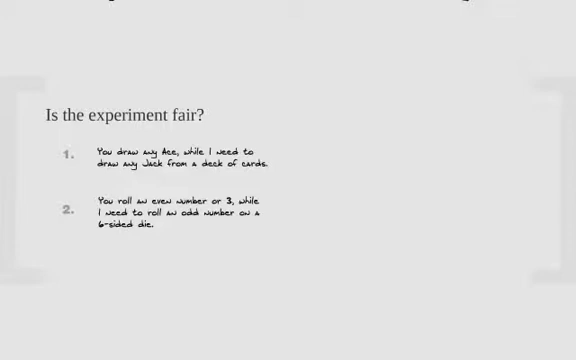 Is the experiment fair?
1. You draw any Ace, while I need to
draw any Jack from a deck of cards.
2. You roll an even number or 3, while
I need to roll an odd number on a
6-sided die.